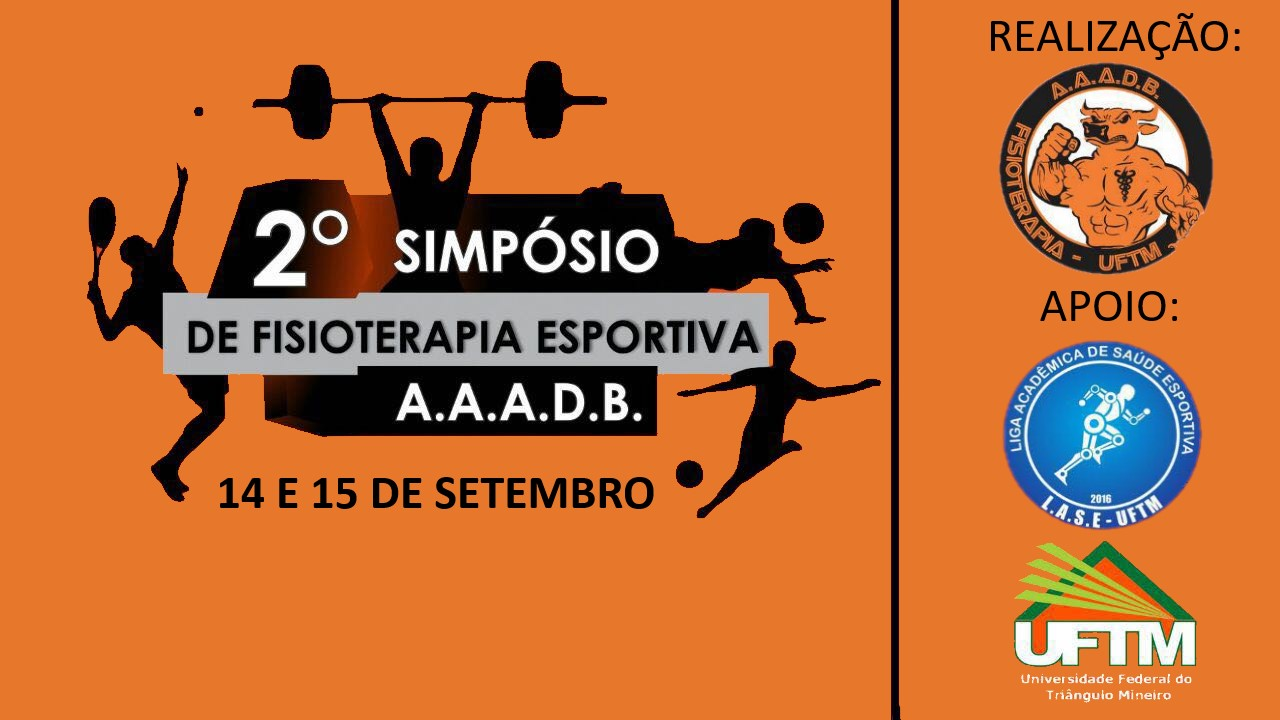 2° SIMPÓSIO
DE FISIOTERAPIA ESPORTIVA
A.A.A.D.B.
14 E 15 DE SETEMBRO
REALIZAÇÃO:
A.A.A.D.B.
FISIOTERAPIA - UFTM
APOIO:
LIGA ACADÊMICA DE SAÚDE ESPORTIVA
2016
L.A.S.E - UFTM
UFTM
Universidade Federal do
Triângulo Mineiro